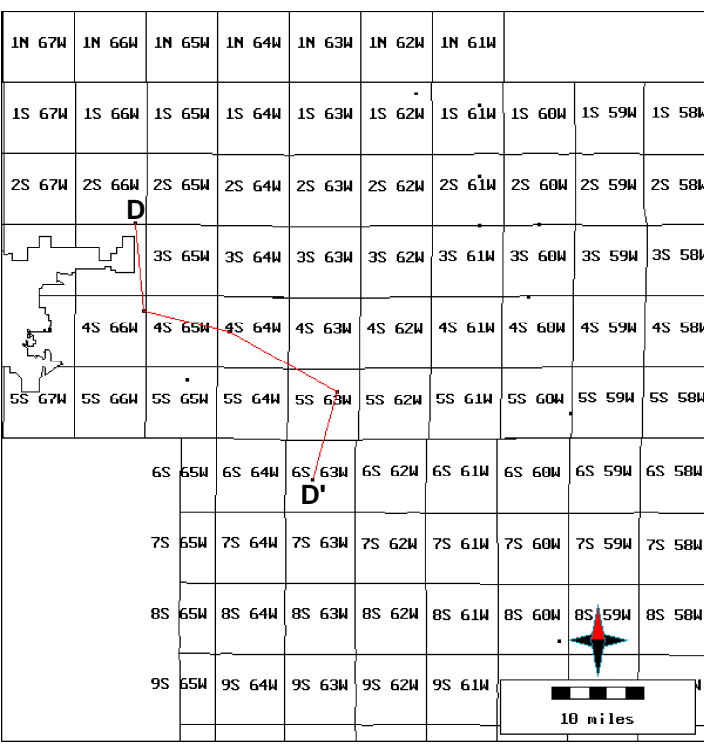 1N 67W 1N 66W 1N 65W 1N 64W 1N 63W 1N 62W 1N 61W
1S 67W 1S 66W 1S 65W 1S 64W 1S 63W 1S 62W 1S 61W 1S 60W 1S 59W 1S 58W
2S 67W 2S 66W 2S 65W 2S 64W 2S 63W 2S 62W 2S 61W 2S 60W 2S 59W 2S 58W
D
3S 65W 3S 64W 3S 63W 3S 62W 3S 61W 3S 60W 3S 59W 3S 58W
4S 66W 4S 65W 4S 64W 4S 63W 4S 62W 4S 61W 4S 60W 4S 59W 4S 58W
5S 67W 5S 66W 5S 65W 5S 64W 5S 63W 5S 62W 5S 61W 5S 60W 5S 59W 5S 58W
6S 65W 6S 64W 6S 63W 6S 62W 6S 61W 6S 60W 6S 59W 6S 58W
D'
7S 65W 7S 64W 7S 63W 7S 62W 7S 61W 7S 60W 7S 59W 7S 58W
8S 65W 8S 64W 8S 63W 8S 62W 8S 61W 8S 60W 8S 59W 8S 58W
9S 65W 9S 64W 9S 63W 9S 62W 9S 61W
10 miles